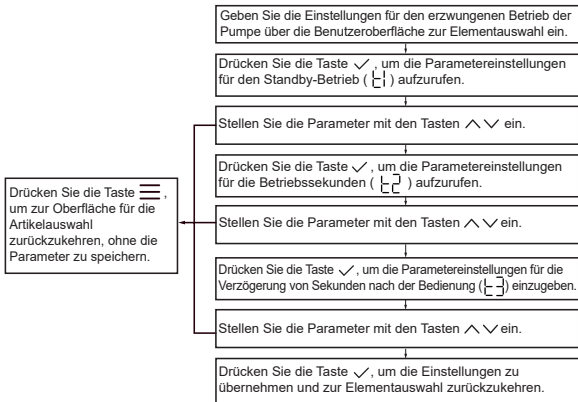 Geben Sie die Einstellungen für den erzwungenen Betrieb der
Pumpe über die Benutzeroberfläche zur Elementauswahl ein.
Drücken Sie die Taste ✓, um die Parametereinstellungen
für den Standby-Betrieb ( t1 ) aufzurufen.
Stellen Sie die Parameter mit den Tasten ∧ ∨ ein.
Drücken Sie die Taste ✓, um die Parametereinstellungen
für die Betriebssekunden ( t2 ) aufzurufen.
Drücken Sie die Taste ☰ ,
um zur Oberfläche für die
Artikelauswahl
zurückzukehren, ohne die
Parameter zu speichern.
Stellen Sie die Parameter mit den Tasten ∧ ∨ ein.
Drücken Sie die Taste ✓, um die Parametereinstellungen für die
Verzögerung von Sekunden nach der Bedienung (t3) einzugeben.
Stellen Sie die Parameter mit den Tasten ∧ ∨ ein.
Drücken Sie die Taste ✓, um die Einstellungen zu
übernehmen und zur Elementauswahl zurückzukehren.